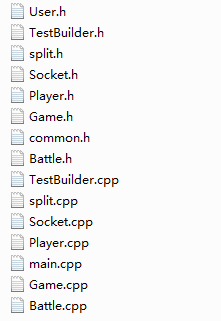 User.h
TestBuilder.h
split.h
Socket.h
Player.h
Game.h
common.h
Battle.h
TestBuilder.cpp
split.cpp
Socket.cpp
Player.cpp
main.cpp
Game.cpp
Battle.cpp